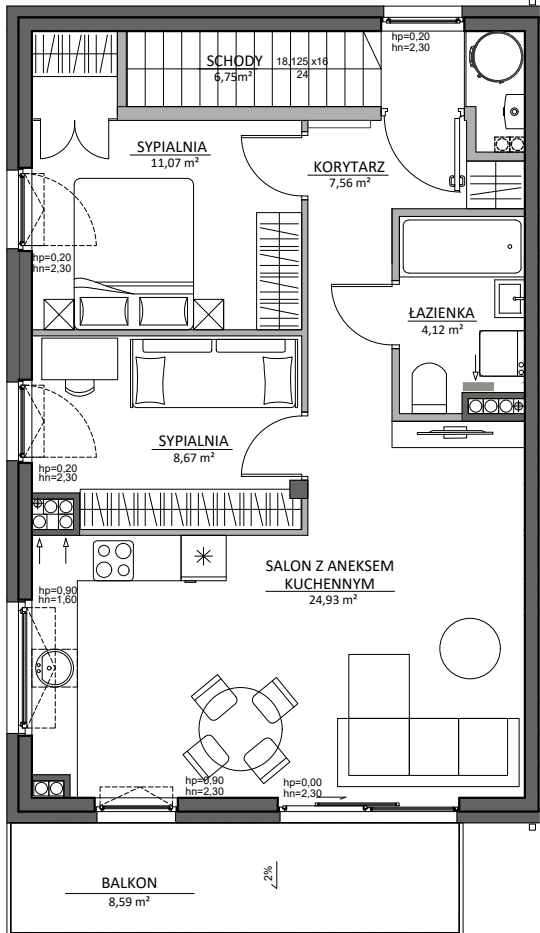 hp=0,20
hn=2,30
SCHODY
6,75m²
18,125 x16
24
SYPIALNIA
11,07 m²
KORYTARZ
7,56 m²
hp=0,20
hn=2,30
ŁAZIENKA
4,12 m²
SYPIALNIA
8,67 m²
hp=0,20
hn=2,30
SALON Z ANEKSEM
KUCHENNYM
24,93 m²
hp=0,90
hn=1,60
hp=0,90
hn=2,30
hp=0,00
hn=2,30
BALKON
8,59 m²
2%